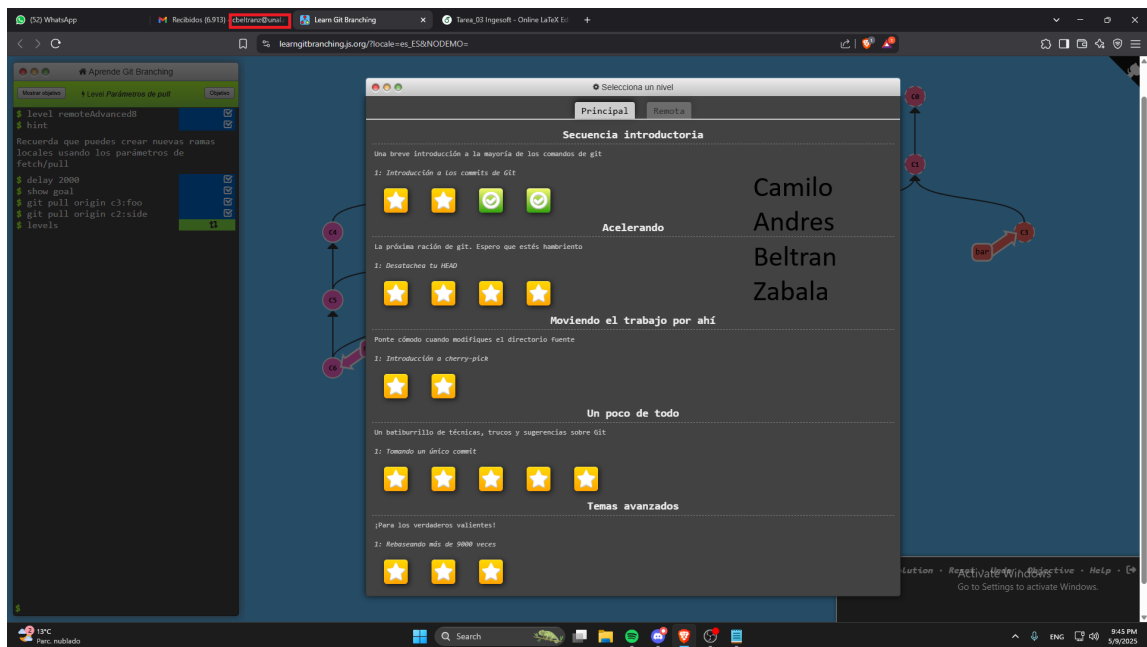 (52) WhatsApp
Recibidos (6.913) - cbeltranz@unal...
Learn Git Branching
Tarea_03 Ingesoft - Online LaTeX Ed
learngitbranching.js.org/?locale=es_ES&NODEMO=
Aprende Git Branching
Mostrar objetivo
Level Parámetros de pull
Objetivo
$ level remoteAdvanced8
$ hint
Recuerda que puedes crear nuevas ramas
locales usando los parámetros de
fetch/pull
$ delay 2000
$ show goal
$ git pull origin c3:foo
$ git pull origin c2:side
$ levels
$
C4
C5
C6
Selecciona un nivel
Principal
Remota
Secuencia introductoria
Una breve introducción a la mayoría de los comandos de git
1: Introducción a Los commits de Git
Acelerando
La próxima ración de git. Espero que estés hambriento
1: Desatachea tu HEAD
Moviendo el trabajo por ahí
Ponte cómodo cuando modifiques el directorio fuente
1: Introducción a cherry-pick
Un poco de todo
Un batiburrillo de técnicas, trucos y sugerencias sobre Git
1: Tomando un único commit
Temas avanzados
¡Para los verdaderos valientes!
1: Rebaseando más de 9000 veces
Camilo
Andres
Beltran
Zabala
C0
C1
C3
bar
lution · Reset · Undo · Objective · Help ·
Activate Windows
Go to Settings to activate Windows.
2
13°C
Parc. nublado
Search
ENG
9:45 PM
5/9/2025